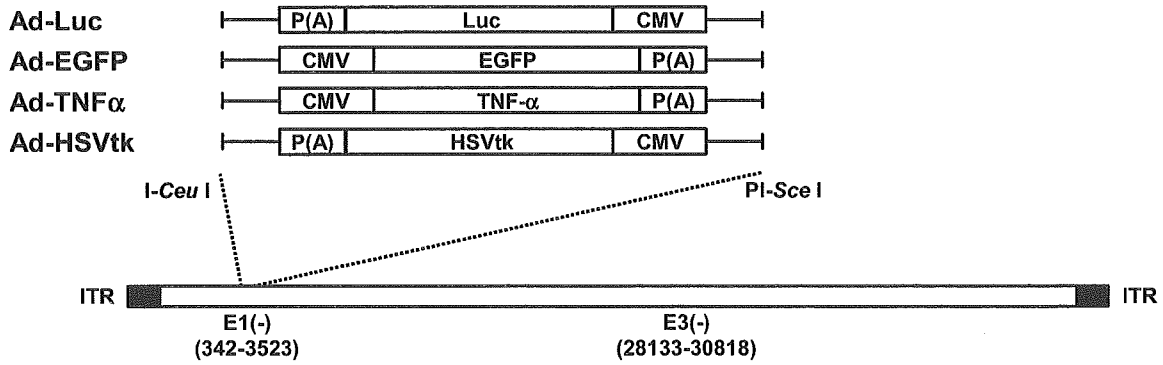 Ad-Luc P(A) Luc CMV
Ad-EGFP CMV EGFP P(A)
Ad-TNFα CMV TNF-α P(A)
Ad-HSVtk P(A) HSVtk CMV
I-Ceu I PI-Sce I
ITR ITR
E1(-) E3(-)
(342-3523) (28133-30818)